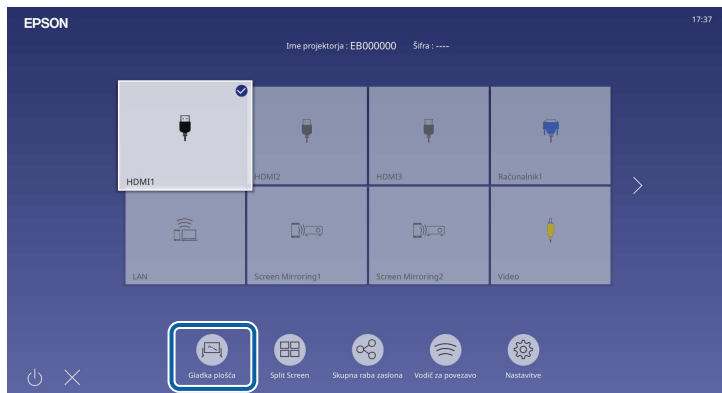 EPSON
17:37
Ime projektorja : EB000000 Šifra : ----
HDMI1
HDMI2
HDMI3
Računalnik1
LAN
Screen Mirroring1
Screen Mirroring2
Video
Gladka plošča
Split Screen
Skupna raba zaslona
Vodič za povezavo
Nastavitve